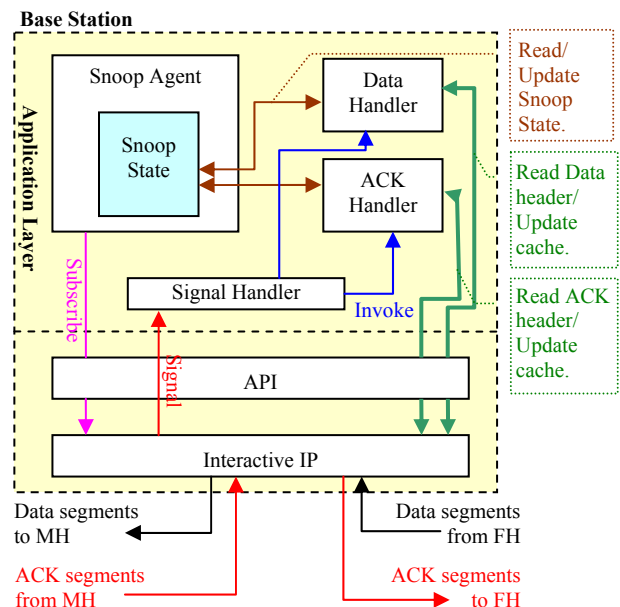 Base Station
Application Layer
Snoop Agent
Snoop
State
Data
Handler
ACK
Handler
Read/
Update
Snoop
State.
Read Data
header/
Update
cache.
Read ACK
header/
Update
cache.
Subscribe
Signal Handler
Invoke
Signal
API
Interactive IP
Data segments
to MH
Data segments
from FH
ACK segments
from MH
ACK segments
to FH